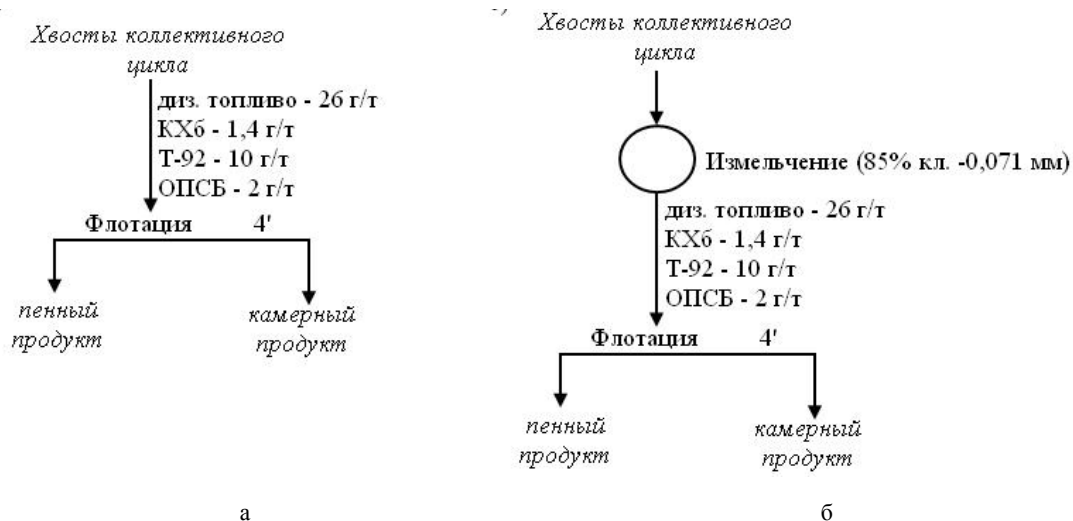 Хвосты коллективного
цикла
диз. топливо - 26 г/т
КХб - 1,4 г/т
Т-92 - 10 г/т
ОПСБ - 2 г/т
Флотация 4'
пенный
продукт
камерный
продукт
а
Хвосты коллективного
цикла
Измельчение (85% кл. -0,071 мм)
диз. топливо - 26 г/т
КХб - 1,4 г/т
Т-92 - 10 г/т
ОПСБ - 2 г/т
Флотация 4'
пенный
продукт
камерный
продукт
б